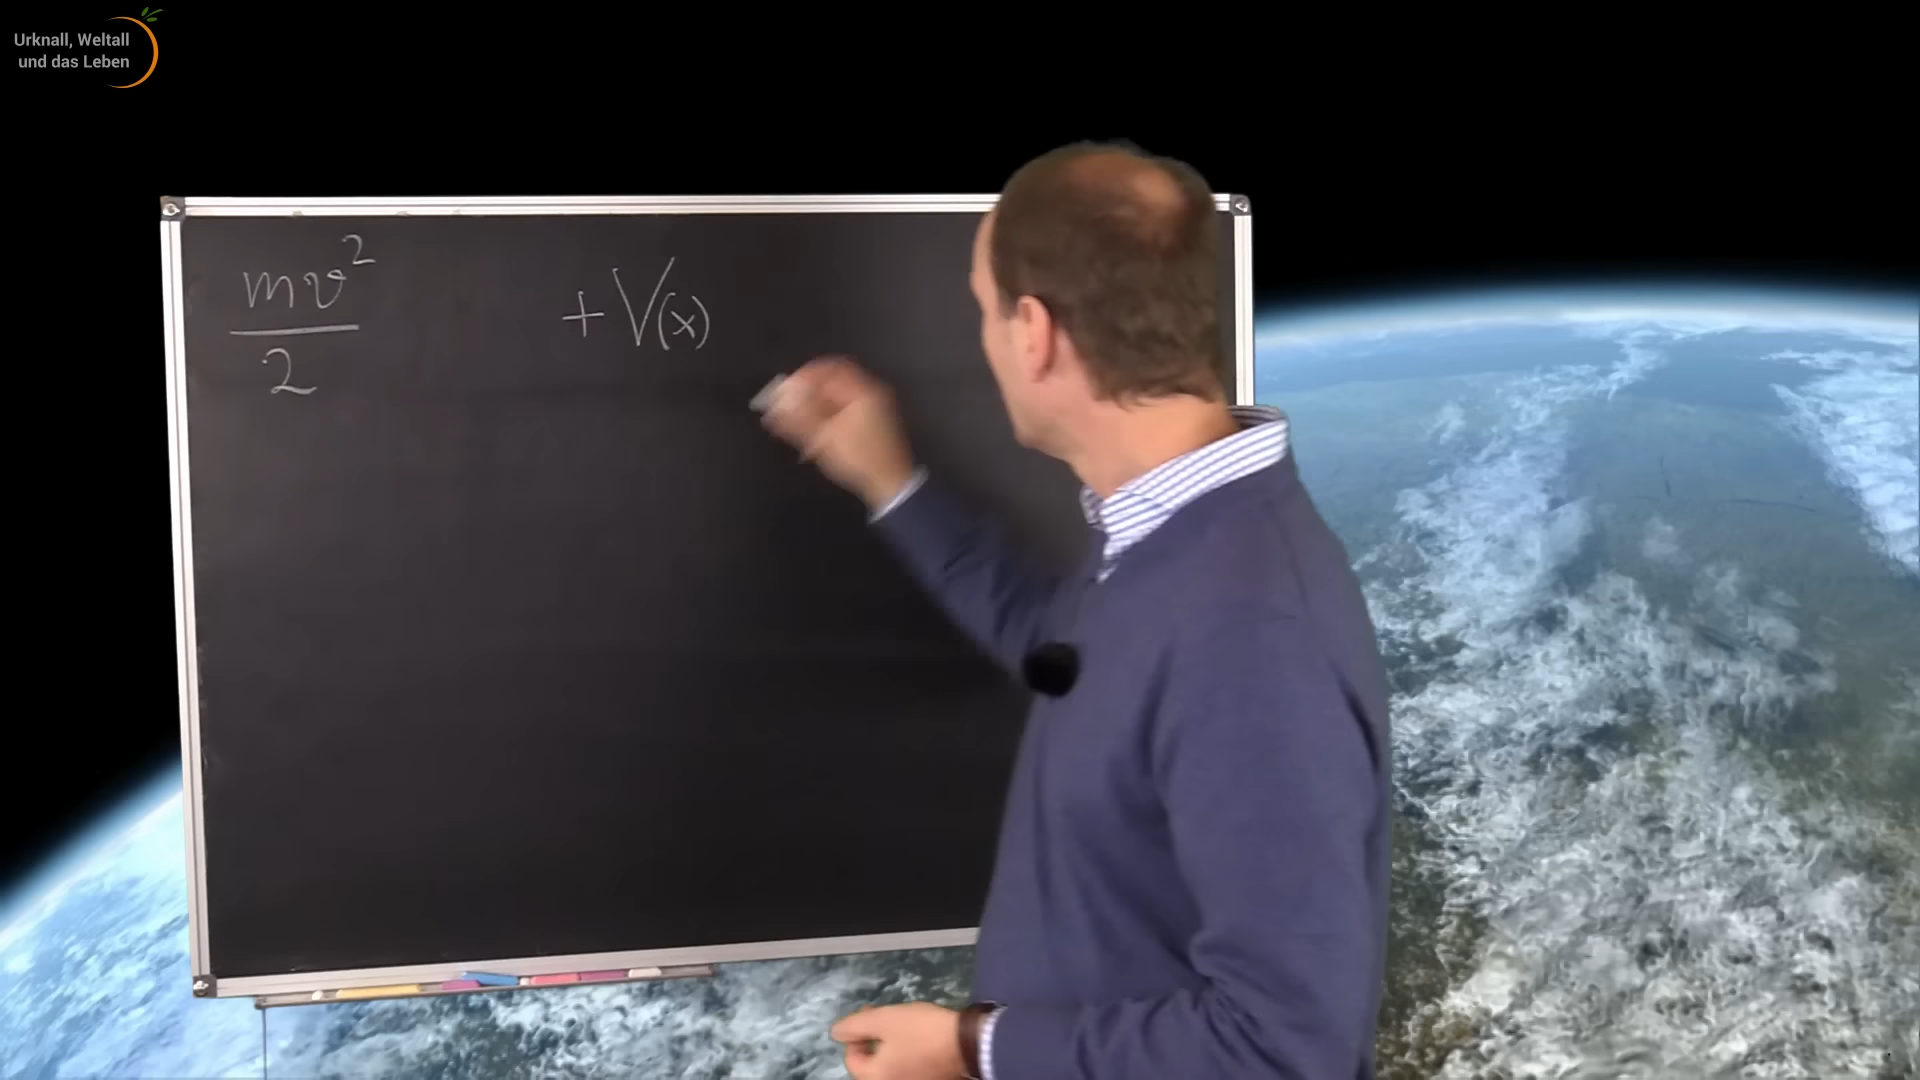 Urknall, Weltall
und das Leben
mv²
2
+ V(x)